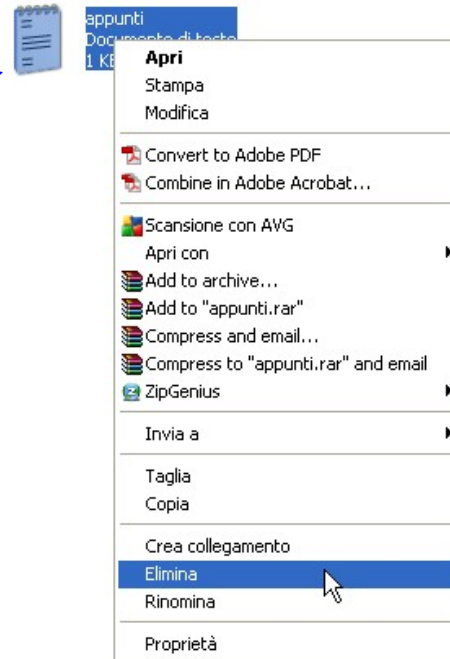 appunti
Documento di testo
1 KB
Apri
Stampa
Modifica
Convert to Adobe PDF
Combine in Adobe Acrobat...
Scansione con AVG
Apri con
Add to archive...
Add to "appunti.rar"
Compress and email...
Compress to "appunti.rar" and email
ZipGenius
Invia a
Taglia
Copia
Crea collegamento
Elimina
Rinomina
Proprietà